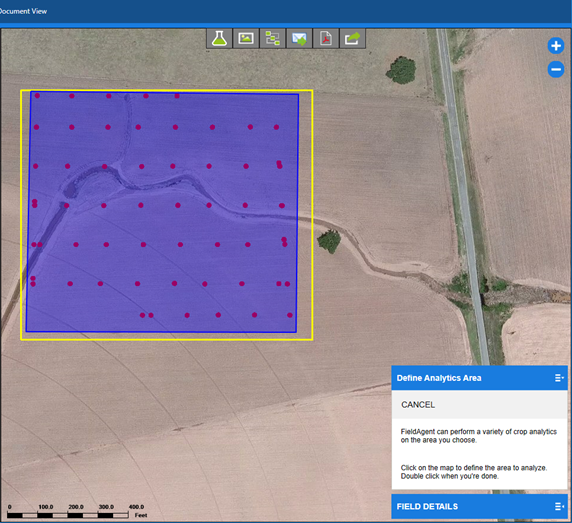 Document View
Define Analytics Area
CANCEL
FieldAgent can perform a variety of crop analytics
on the area you choose.
Click on the map to define the area to analyze.
Double click when you're done.
FIELD DETAILS
0 100.0 200.0 300.0 400.0
Feet